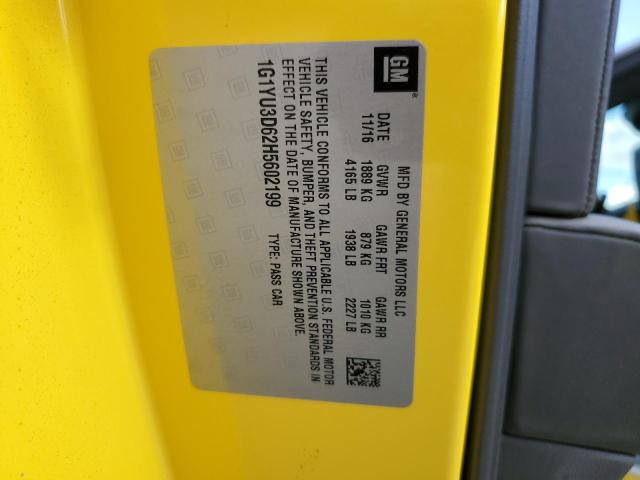 GM
MFD BY GENERAL MOTORS LLC
DATE GVWR GAWR FRT GAWR RR
11/16 1889 KG 879 KG 1010 KG
4165 LB 1938 LB 2227 LB
THIS VEHICLE CONFORMS TO ALL APPLICABLE U.S. FEDERAL MOTOR
VEHICLE SAFETY, BUMPER, AND THEFT PREVENTION STANDARDS IN
EFFECT ON THE DATE OF MANUFACTURE SHOWN ABOVE.
1G1YU3D62H5602199 TYPE: PASS CAR